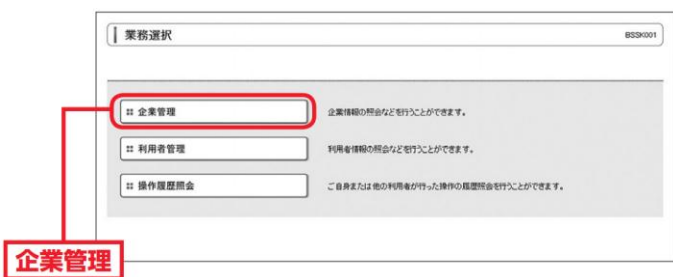 業務選択
BSSK001
企業管理
企業情報の照会などを行うことができます。
利用者管理
利用者情報の照会などを行うことができます。
操作履歴照会
ご自身または他の利用者が行った操作の履歴照会を行うことができます。
企業管理